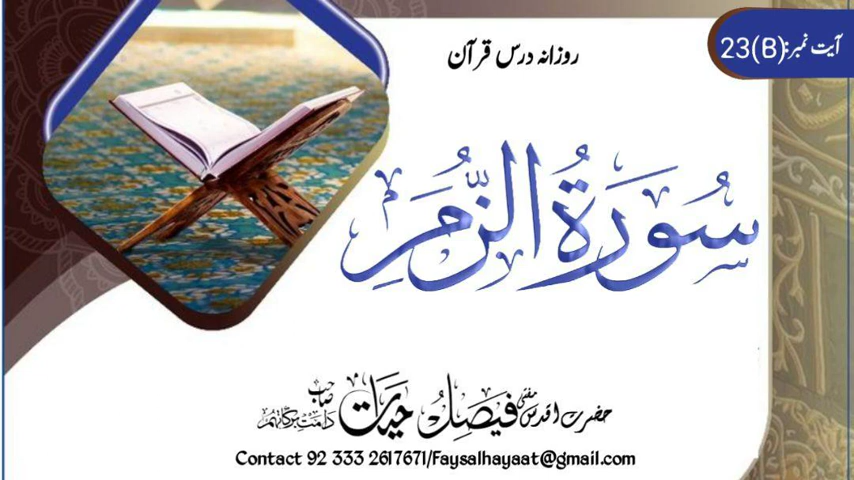 آیت نمبر:23(B)
روزانہ درس قرآن
سُورَةُ الزُّمَرِ
حضرت اقدس مفتی فیصل حیات صاحب دامت برکاتہم
Contact 92 333 2617671/Faysalhayaat@gmail.com